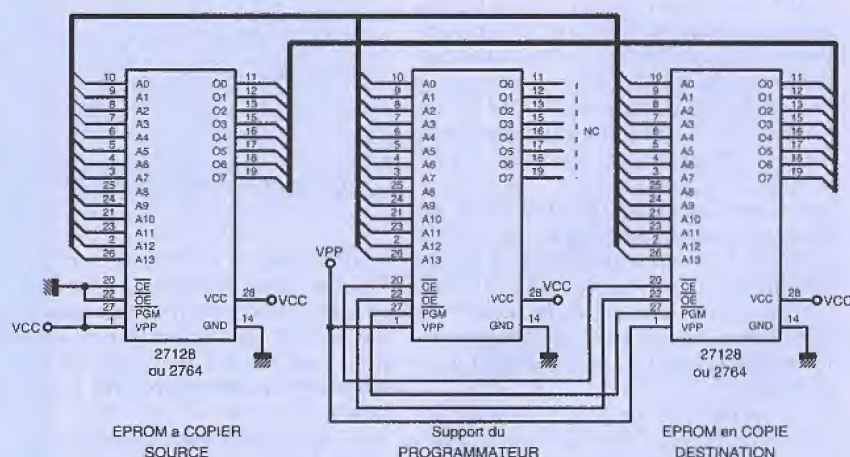 10 A0 O0 11
9 A1 O1 12
8 A2 O2 13
7 A3 O3 15
6 A4 O4 16
5 A5 O5 17
4 A6 O6 18
3 A7 O7 19
25 A8
24 A9
21 A10
23 A11
2 A12
26 A13
20 CE
22 OE VCC 28 VCC
27 PGM
VCC 1 VPP GND 14
27128
ou 2764
EPROM a COPIER
SOURCE
10 A0 O0 11
9 A1 O1 12
8 A2 O2 13
7 A3 O3 15
6 A4 O4 16
5 A5 O5 17
4 A6 O6 18
3 A7 O7 19
NC
25 A8
24 A9
21 A10
23 A11
2 A12
26 A13
VPP
20 CE
22 OE VCC 28 VCC
27 PGM
1 VPP GND 14
Support du
PROGRAMMATEUR
10 A0 O0 11
9 A1 O1 12
8 A2 O2 13
7 A3 O3 15
6 A4 O4 16
5 A5 O5 17
4 A6 O6 18
3 A7 O7 19
25 A8
24 A9
21 A10
23 A11
2 A12
26 A13
20 CE
22 OE VCC 28 VCC
27 PGM
1 VPP GND 14
27128
ou 2764
EPROM en COPIE
DESTINATION